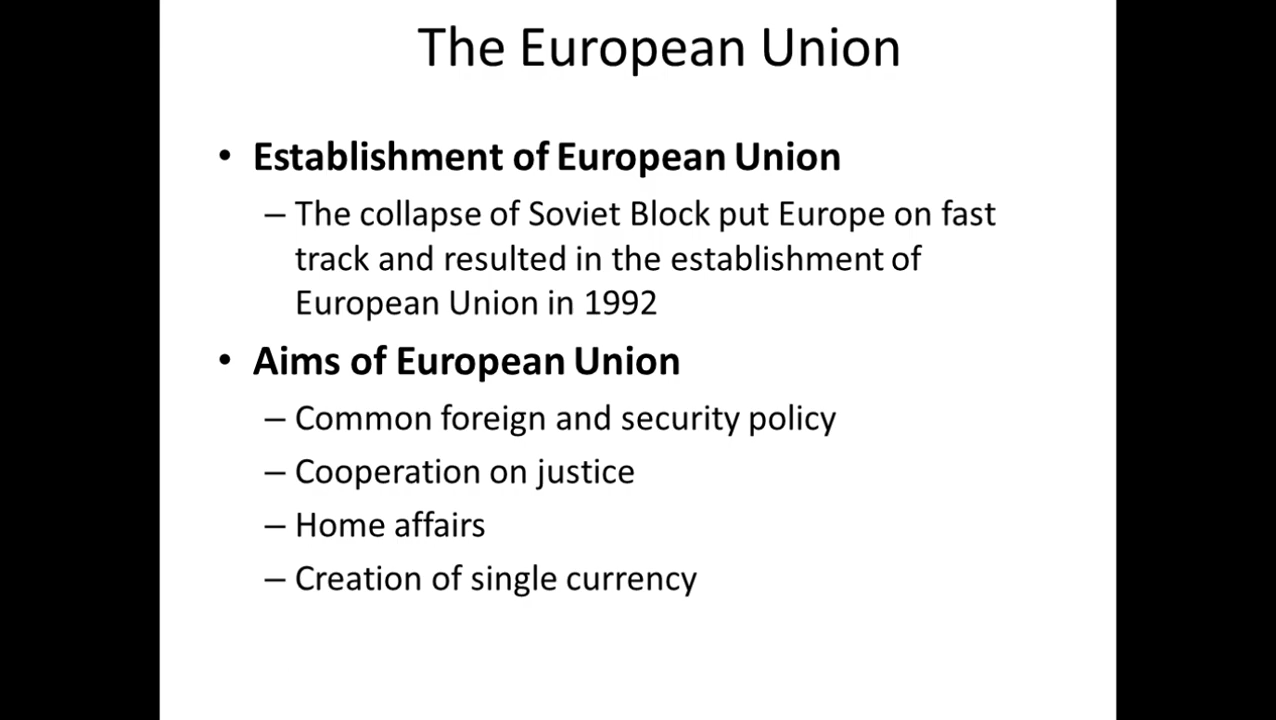 The European Union
• Establishment of European Union
– The collapse of Soviet Block put Europe on fast
track and resulted in the establishment of
European Union in 1992
• Aims of European Union
– Common foreign and security policy
– Cooperation on justice
– Home affairs
– Creation of single currency